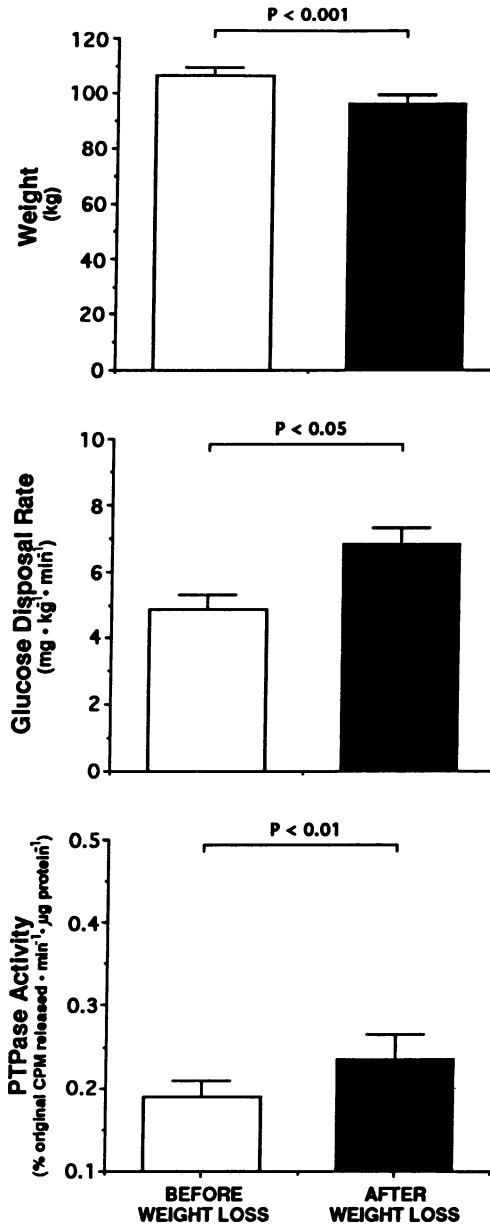 P < 0.001
120
100
80
60
40
20
0
Weight
(kg)
P < 0.05
10
8
6
4
2
0
Glucose Disposal Rate
(mg • kg⁻¹ • min⁻¹)
P < 0.01
0.5
0.4
0.3
0.2
0.1
PTPase Activity
(% original CPM released • min⁻¹ • µg protein⁻¹)
BEFORE
WEIGHT LOSS
AFTER
WEIGHT LOSS